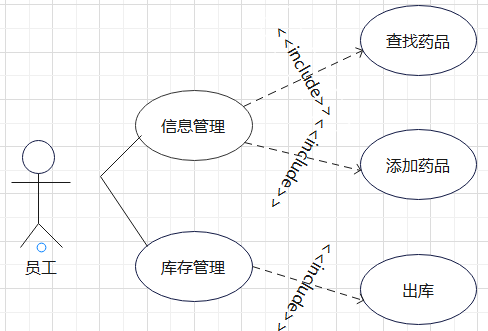 查找药品
<<include>>
信息管理
<<include>>
添加药品
员工
库存管理
<<include>>
出库